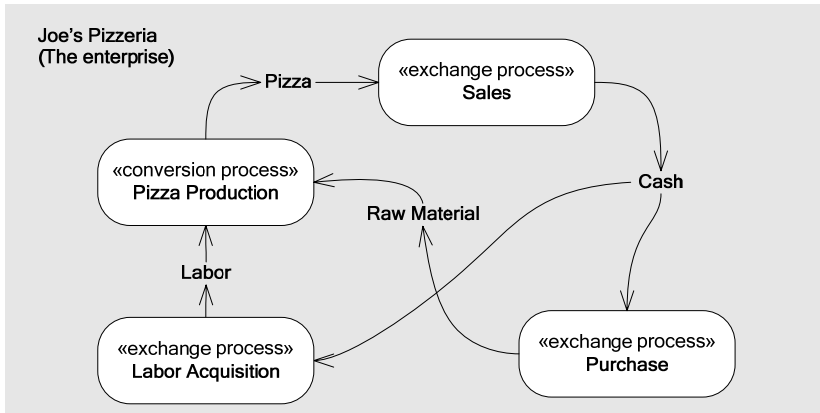 Joe's Pizzeria
(The enterprise)
Pizza
«exchange process»
Sales
«conversion process»
Pizza Production
Cash
Raw Material
Labor
«exchange process»
Labor Acquisition
«exchange process»
Purchase